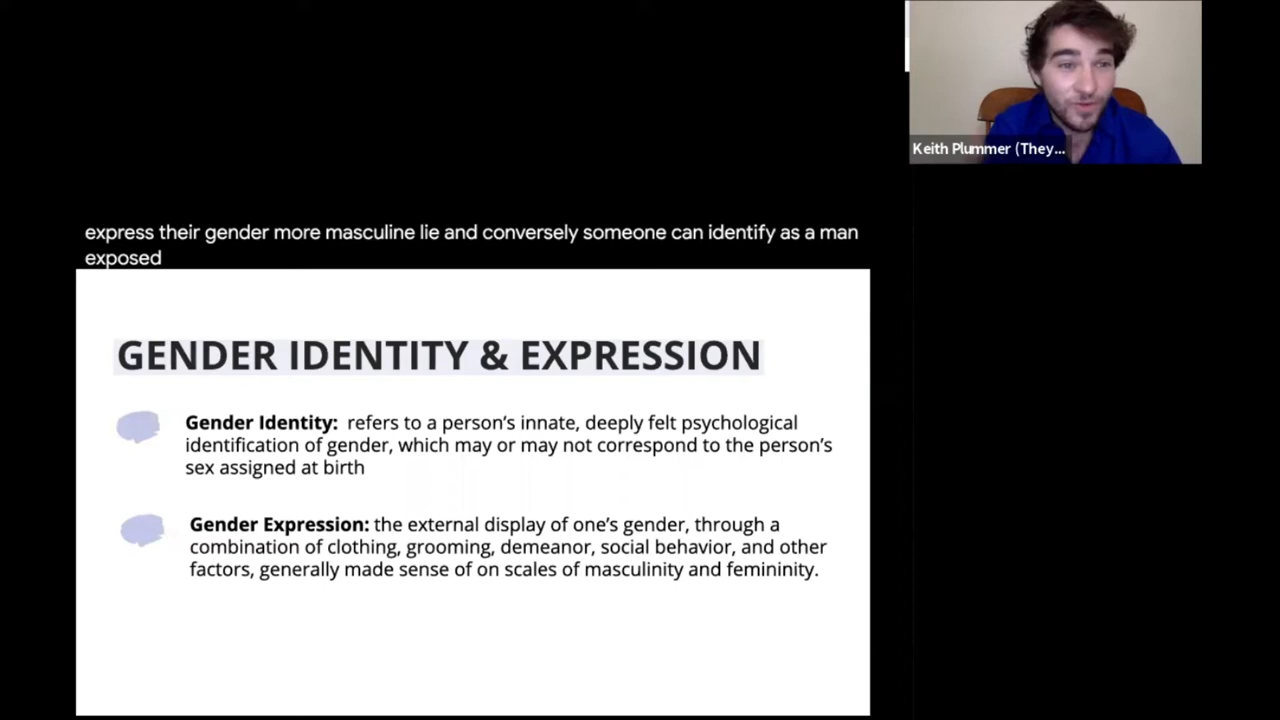 Keith Plummer (They...
express their gender more masculine lie and conversely someone can identify as a man
exposed
GENDER IDENTITY & EXPRESSION
Gender Identity:  refers to a person's innate, deeply felt psychological
identification of gender, which may or may not correspond to the person's
sex assigned at birth
Gender Expression: the external display of one's gender, through a
combination of clothing, grooming, demeanor, social behavior, and other
factors, generally made sense of on scales of masculinity and femininity.